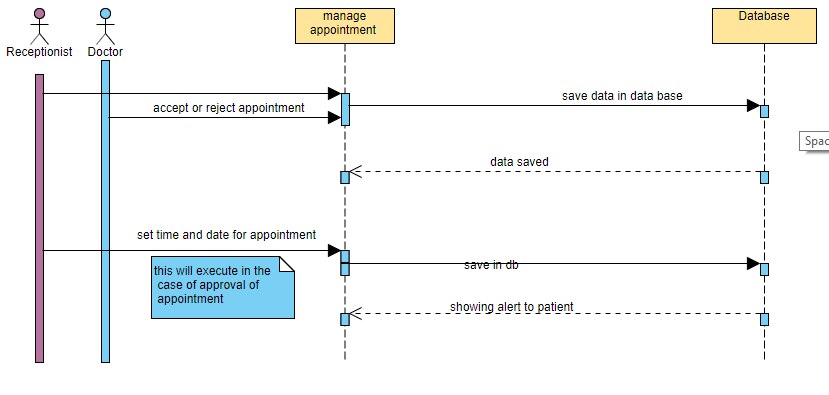 manage
appointment
Database
Receptionist
Doctor
save data in data base
accept or reject appointment
Spac
data saved
set time and date for appointment
save in db
this will execute in the
case of approval of
appointment
showing alert to patient